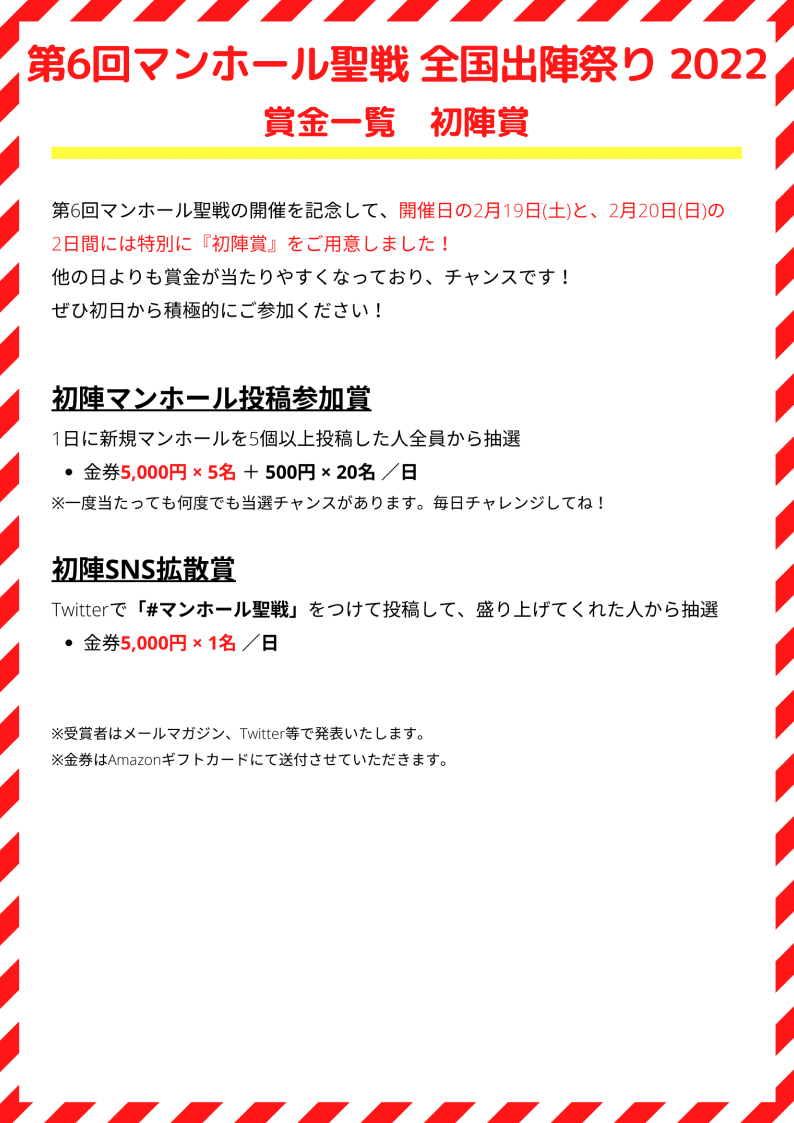 第6回マンホール聖戦 全国出陣祭り 2022
賞金一覧　初陣賞
第6回マンホール聖戦の開催を記念して、開催日の2月19日(土)と、2月20日(日)の
2日間には特別に『初陣賞』をご用意しました！
他の日よりも賞金が当たりやすくなっており、チャンスです！
ぜひ初日から積極的にご参加ください！
初陣マンホール投稿参加賞
1日に新規マンホールを5個以上投稿した人全員から抽選
• 金券5,000円 × 5名 ＋ 500円 × 20名 ／日
※一度当たっても何度でも当選チャンスがあります。毎日チャレンジしてね！
初陣SNS拡散賞
Twitterで「#マンホール聖戦」をつけて投稿して、盛り上げてくれた人から抽選
• 金券5,000円 × 1名 ／日
※受賞者はメールマガジン、Twitter等で発表いたします。
※金券はAmazonギフトカードにて送付させていただきます。